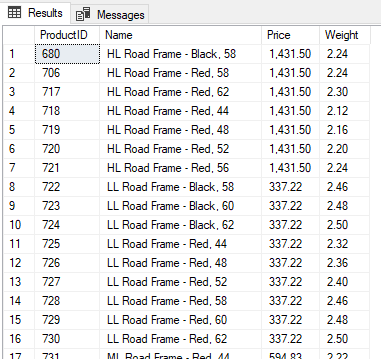 Results Messages
ProductID Name Price Weight
1 680 HL Road Frame - Black, 58 1,431.50 2.24
2 706 HL Road Frame - Red, 58 1,431.50 2.24
3 717 HL Road Frame - Red, 62 1,431.50 2.30
4 718 HL Road Frame - Red, 44 1,431.50 2.12
5 719 HL Road Frame - Red, 48 1,431.50 2.16
6 720 HL Road Frame - Red, 52 1,431.50 2.20
7 721 HL Road Frame - Red, 56 1,431.50 2.24
8 722 LL Road Frame - Black, 58 337.22 2.46
9 723 LL Road Frame - Black, 60 337.22 2.48
10 724 LL Road Frame - Black, 62 337.22 2.50
11 725 LL Road Frame - Red, 44 337.22 2.32
12 726 LL Road Frame - Red, 48 337.22 2.36
13 727 LL Road Frame - Red, 52 337.22 2.40
14 728 LL Road Frame - Red, 58 337.22 2.46
15 729 LL Road Frame - Red, 60 337.22 2.48
16 730 LL Road Frame - Red, 62 337.22 2.50
17 731 ML Road Frame - Red, 44 594.83 2.22